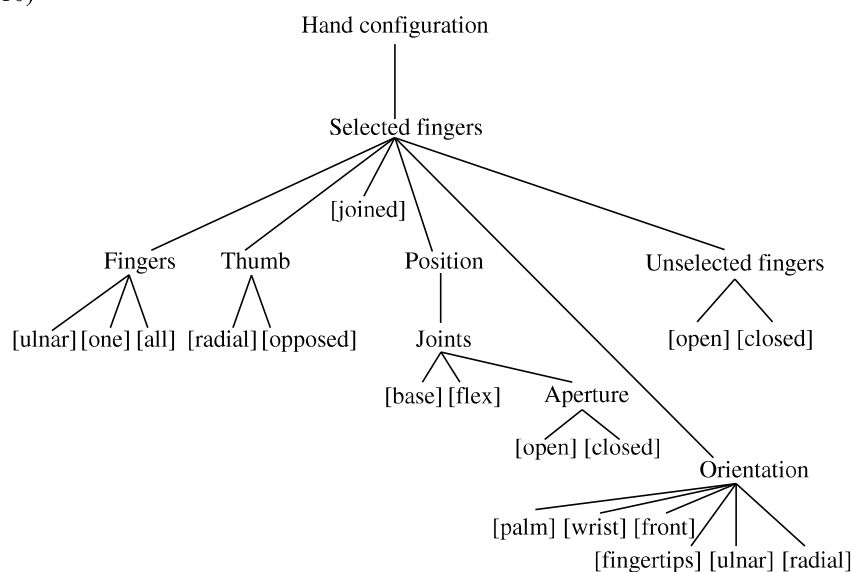 Hand configuration
Selected fingers
[joined]
Fingers Thumb Position Unselected fingers
[ulnar] [one] [all] [radial] [opposed] Joints [open] [closed]
[base] [flex] Aperture
[open] [closed]
Orientation
[palm] [wrist] [front]
[fingertips] [ulnar] [radial]